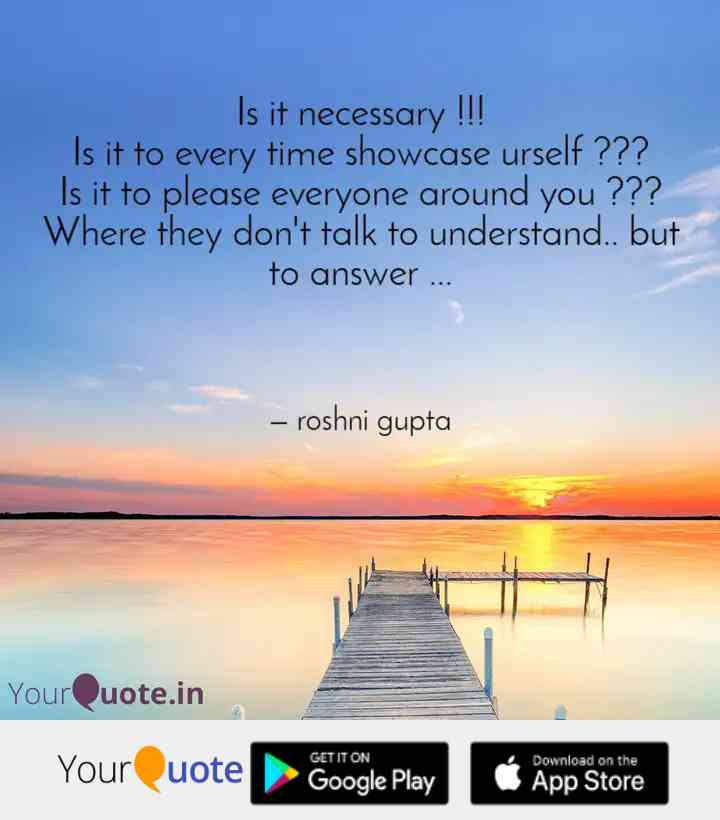 Is it necessary !!!
Is it to every time showcase urself ???
Is it to please everyone around you ???
Where they don't talk to understand.. but
to answer ...
– roshni gupta
YourQuote.in
YourQuote
GET IT ON
Google Play
Download on the
App Store